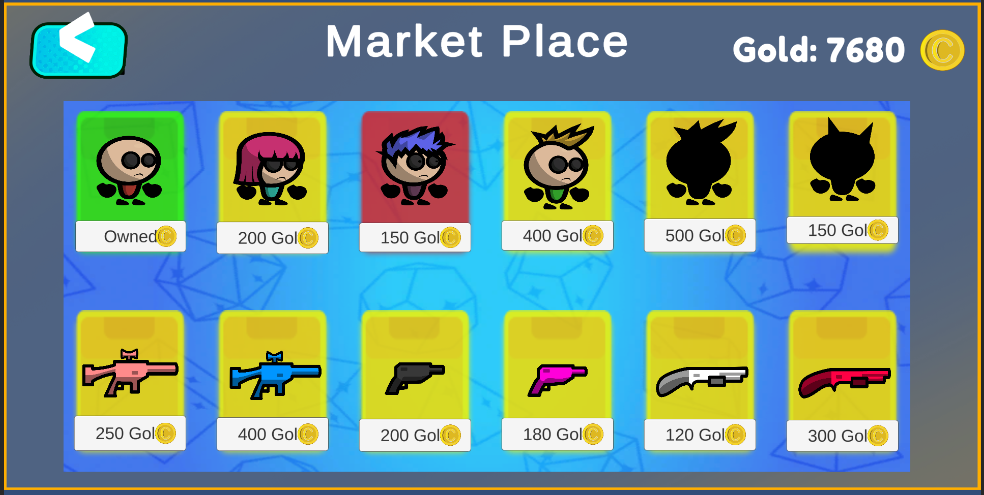 Market Place
Gold: 7680
Owned
200 Gol
150 Gol
400 Gol
500 Gol
150 Gol
250 Gol
400 Gol
200 Gol
180 Gol
120 Gol
300 Gol